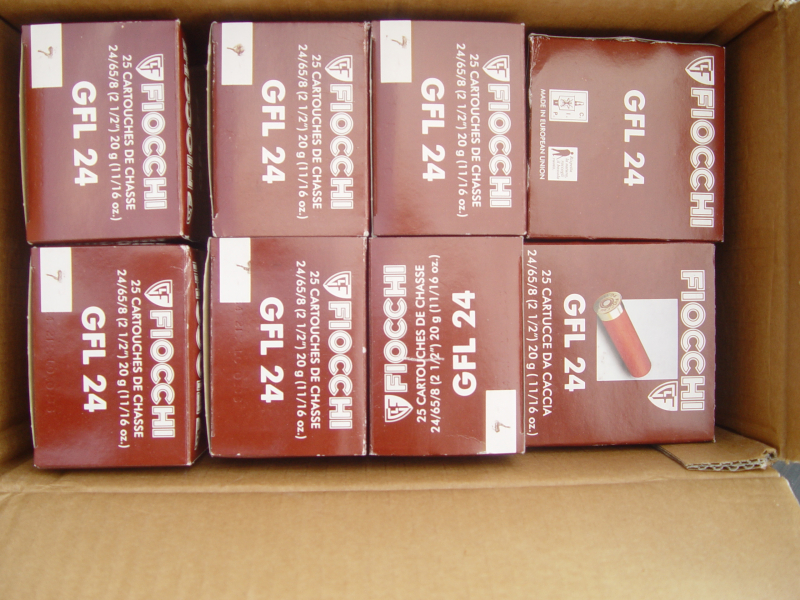 FIOCCHI
25 CARTOUCHES DE CHASSE
24/65/8 (2 1/2") 20 g (11/16 oz.)
GFL 24
FIOCCHI
25 CARTOUCHES DE CHASSE
24/65/8 (2 1/2") 20 g (11/16 oz.)
GFL 24
FIOCCHI
25 CARTOUCHES DE CHASSE
24/65/8 (2 1/2") 20 g (11/16 oz.)
GFL 24
FIOCCHI
GFL 24
MADE IN EUROPEAN UNION
FIOCCHI
25 CARTOUCHES DE CHASSE
24/65/8 (2 1/2") 20 g (11/16 oz.)
GFL 24
FIOCCHI
25 CARTOUCHES DE CHASSE
24/65/8 (2 1/2") 20 g (11/16 oz.)
GFL 24
FIOCCHI
25 CARTOUCHES DE CHASSE
24/65/8 (2 1/2") 20 g (11/16 oz.)
GFL 24
FIOCCHI
GFL 24
25 CARTUCCE DA CACCIA
24/65/8 (2 1/2") 20 g (11/16 oz.)